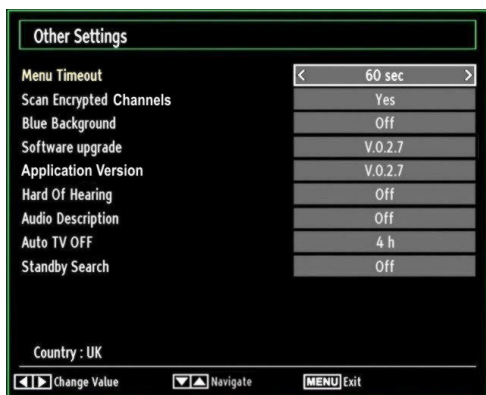 Other Settings
Menu Timeout < 60 sec >
Scan Encrypted Channels Yes
Blue Background Off
Software upgrade V.0.2.7
Application Version V.0.2.7
Hard Of Hearing Off
Audio Description Off
Auto TV OFF 4 h
Standby Search Off
Country : UK
Change Value Navigate MENU Exit